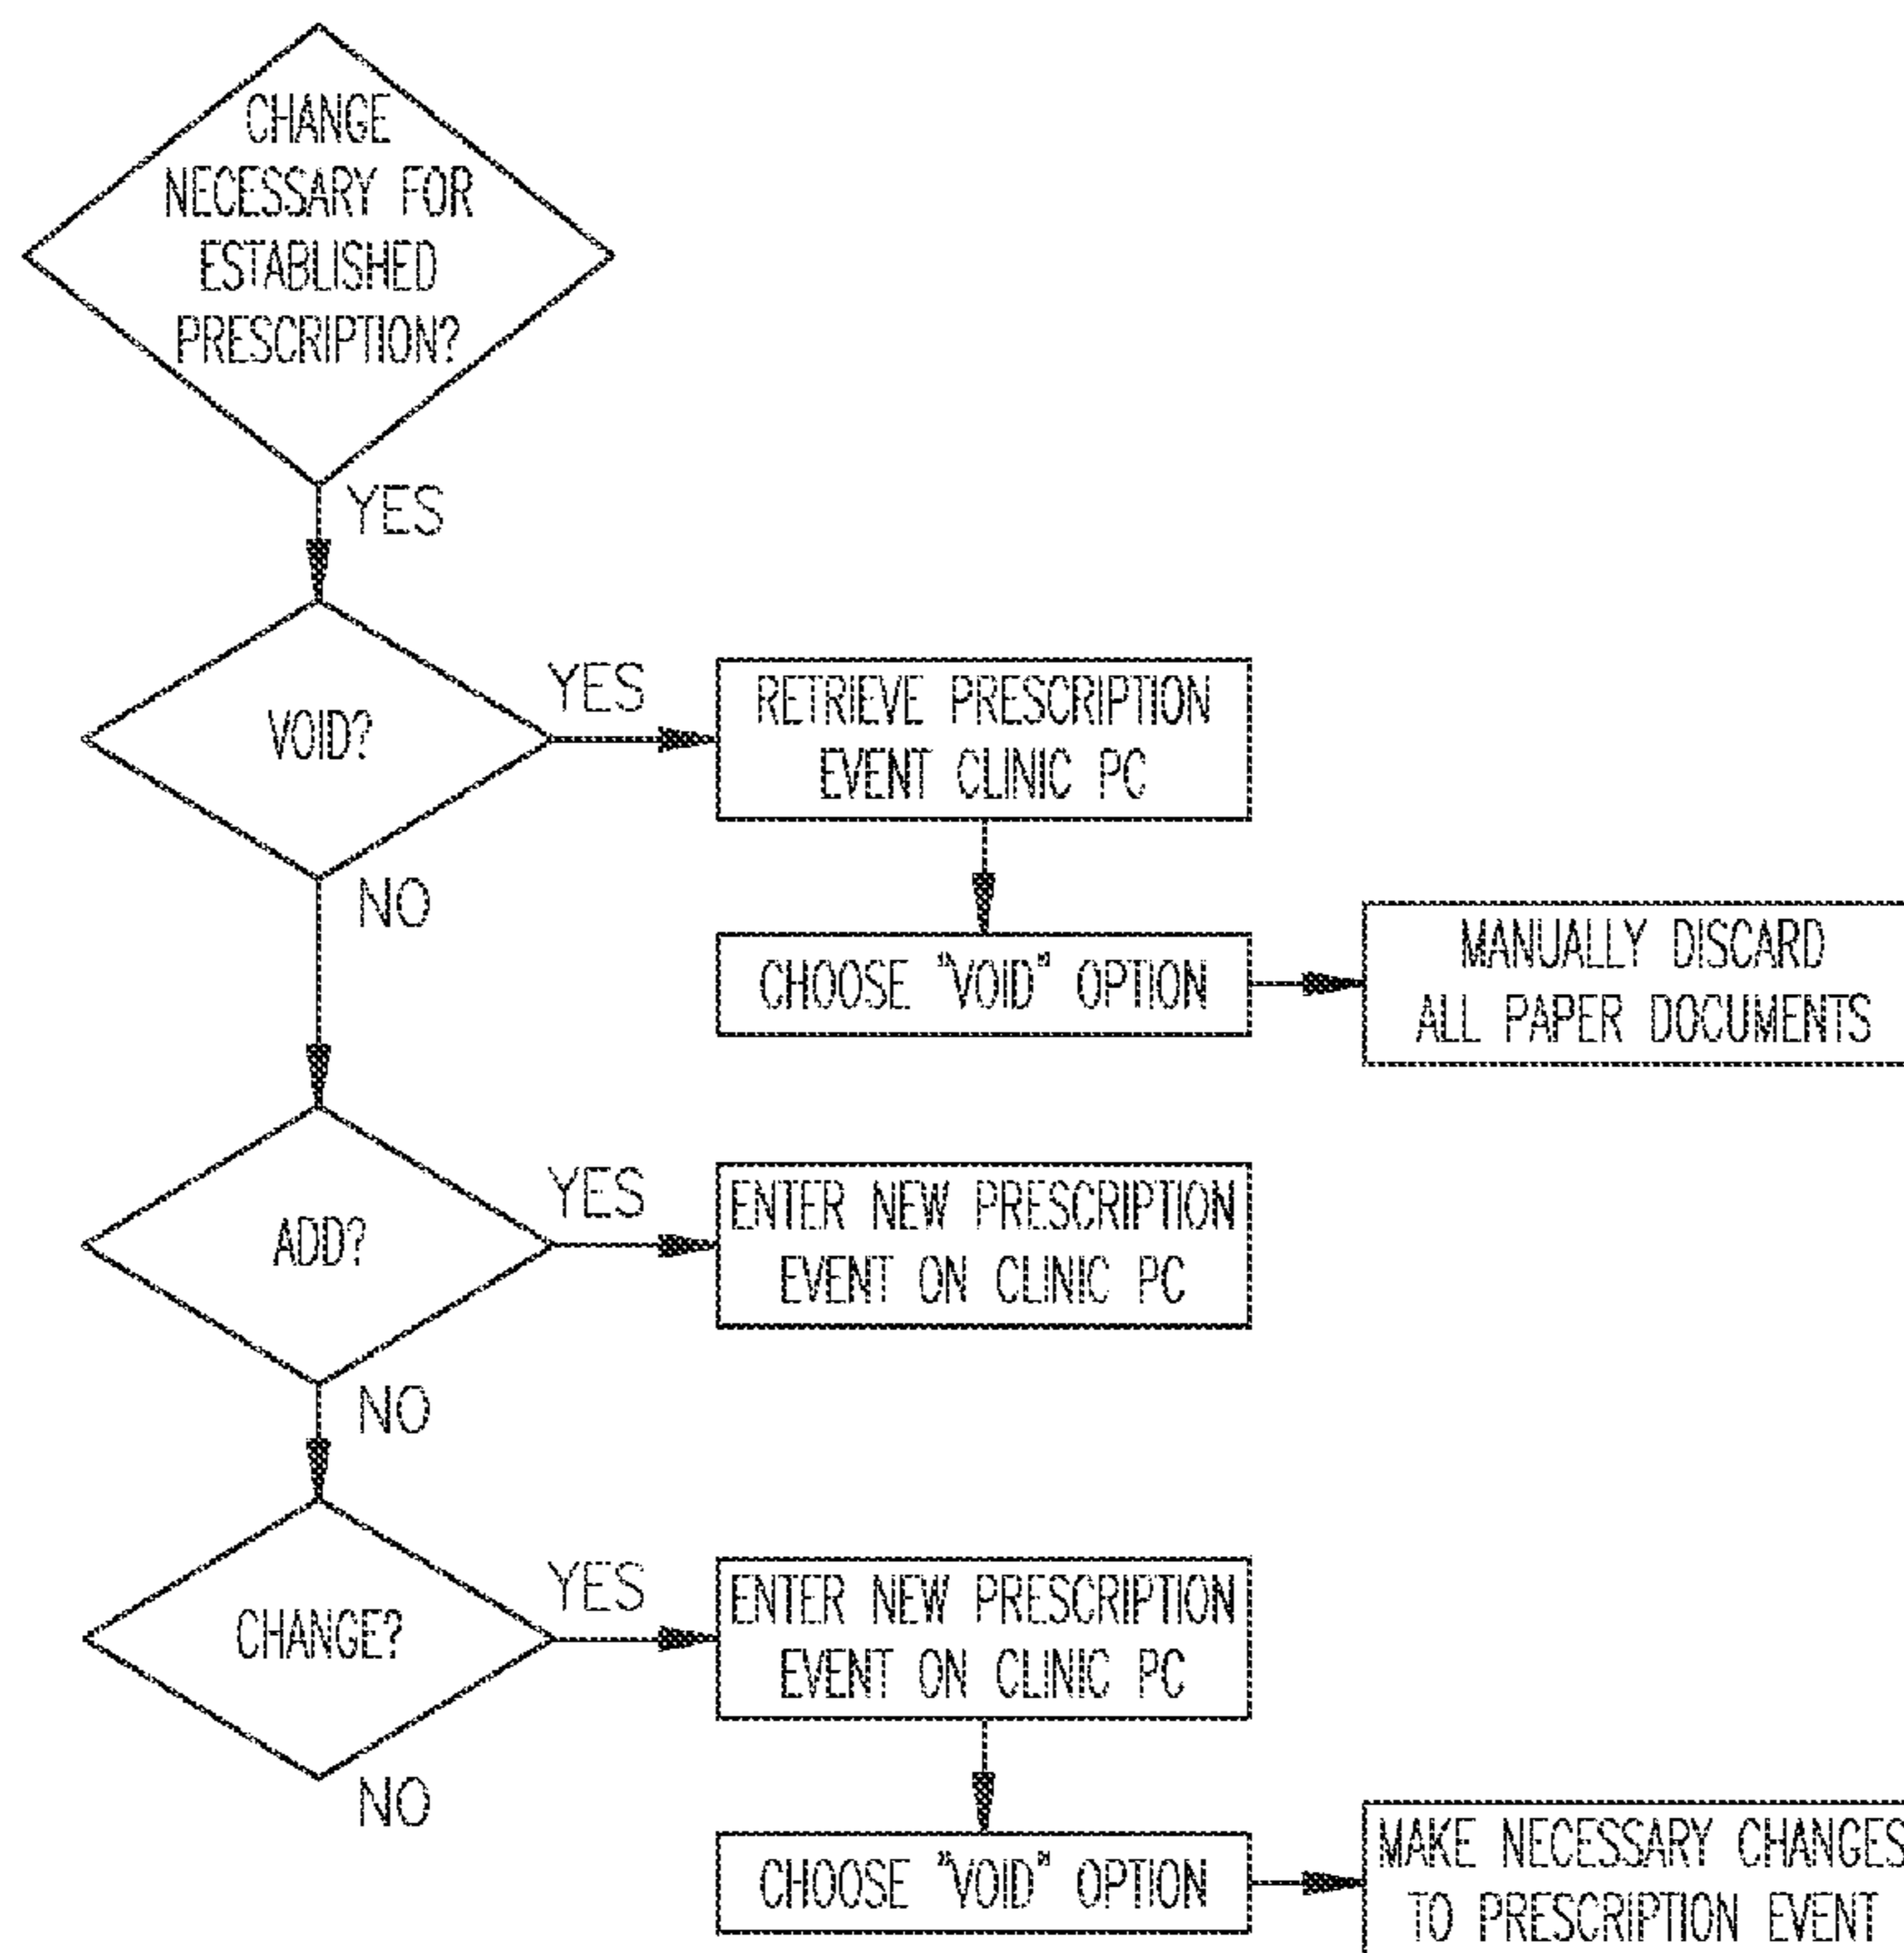 CHANGE
NECESSARY FOR
ESTABLISHED
PRESCRIPTION?
YES
VOID?
YES
RETRIEVE PRESCRIPTION
EVENT CLINIC PC
NO
CHOOSE "VOID" OPTION
MANUALLY DISCARD
ALL PAPER DOCUMENTS
ADD?
YES
ENTER NEW PRESCRIPTION
EVENT ON CLINIC PC
NO
CHANGE?
YES
ENTER NEW PRESCRIPTION
EVENT ON CLINIC PC
NO
CHOOSE "VOID" OPTION
MAKE NECESSARY CHANGES
TO PRESCRIPTION EVENT